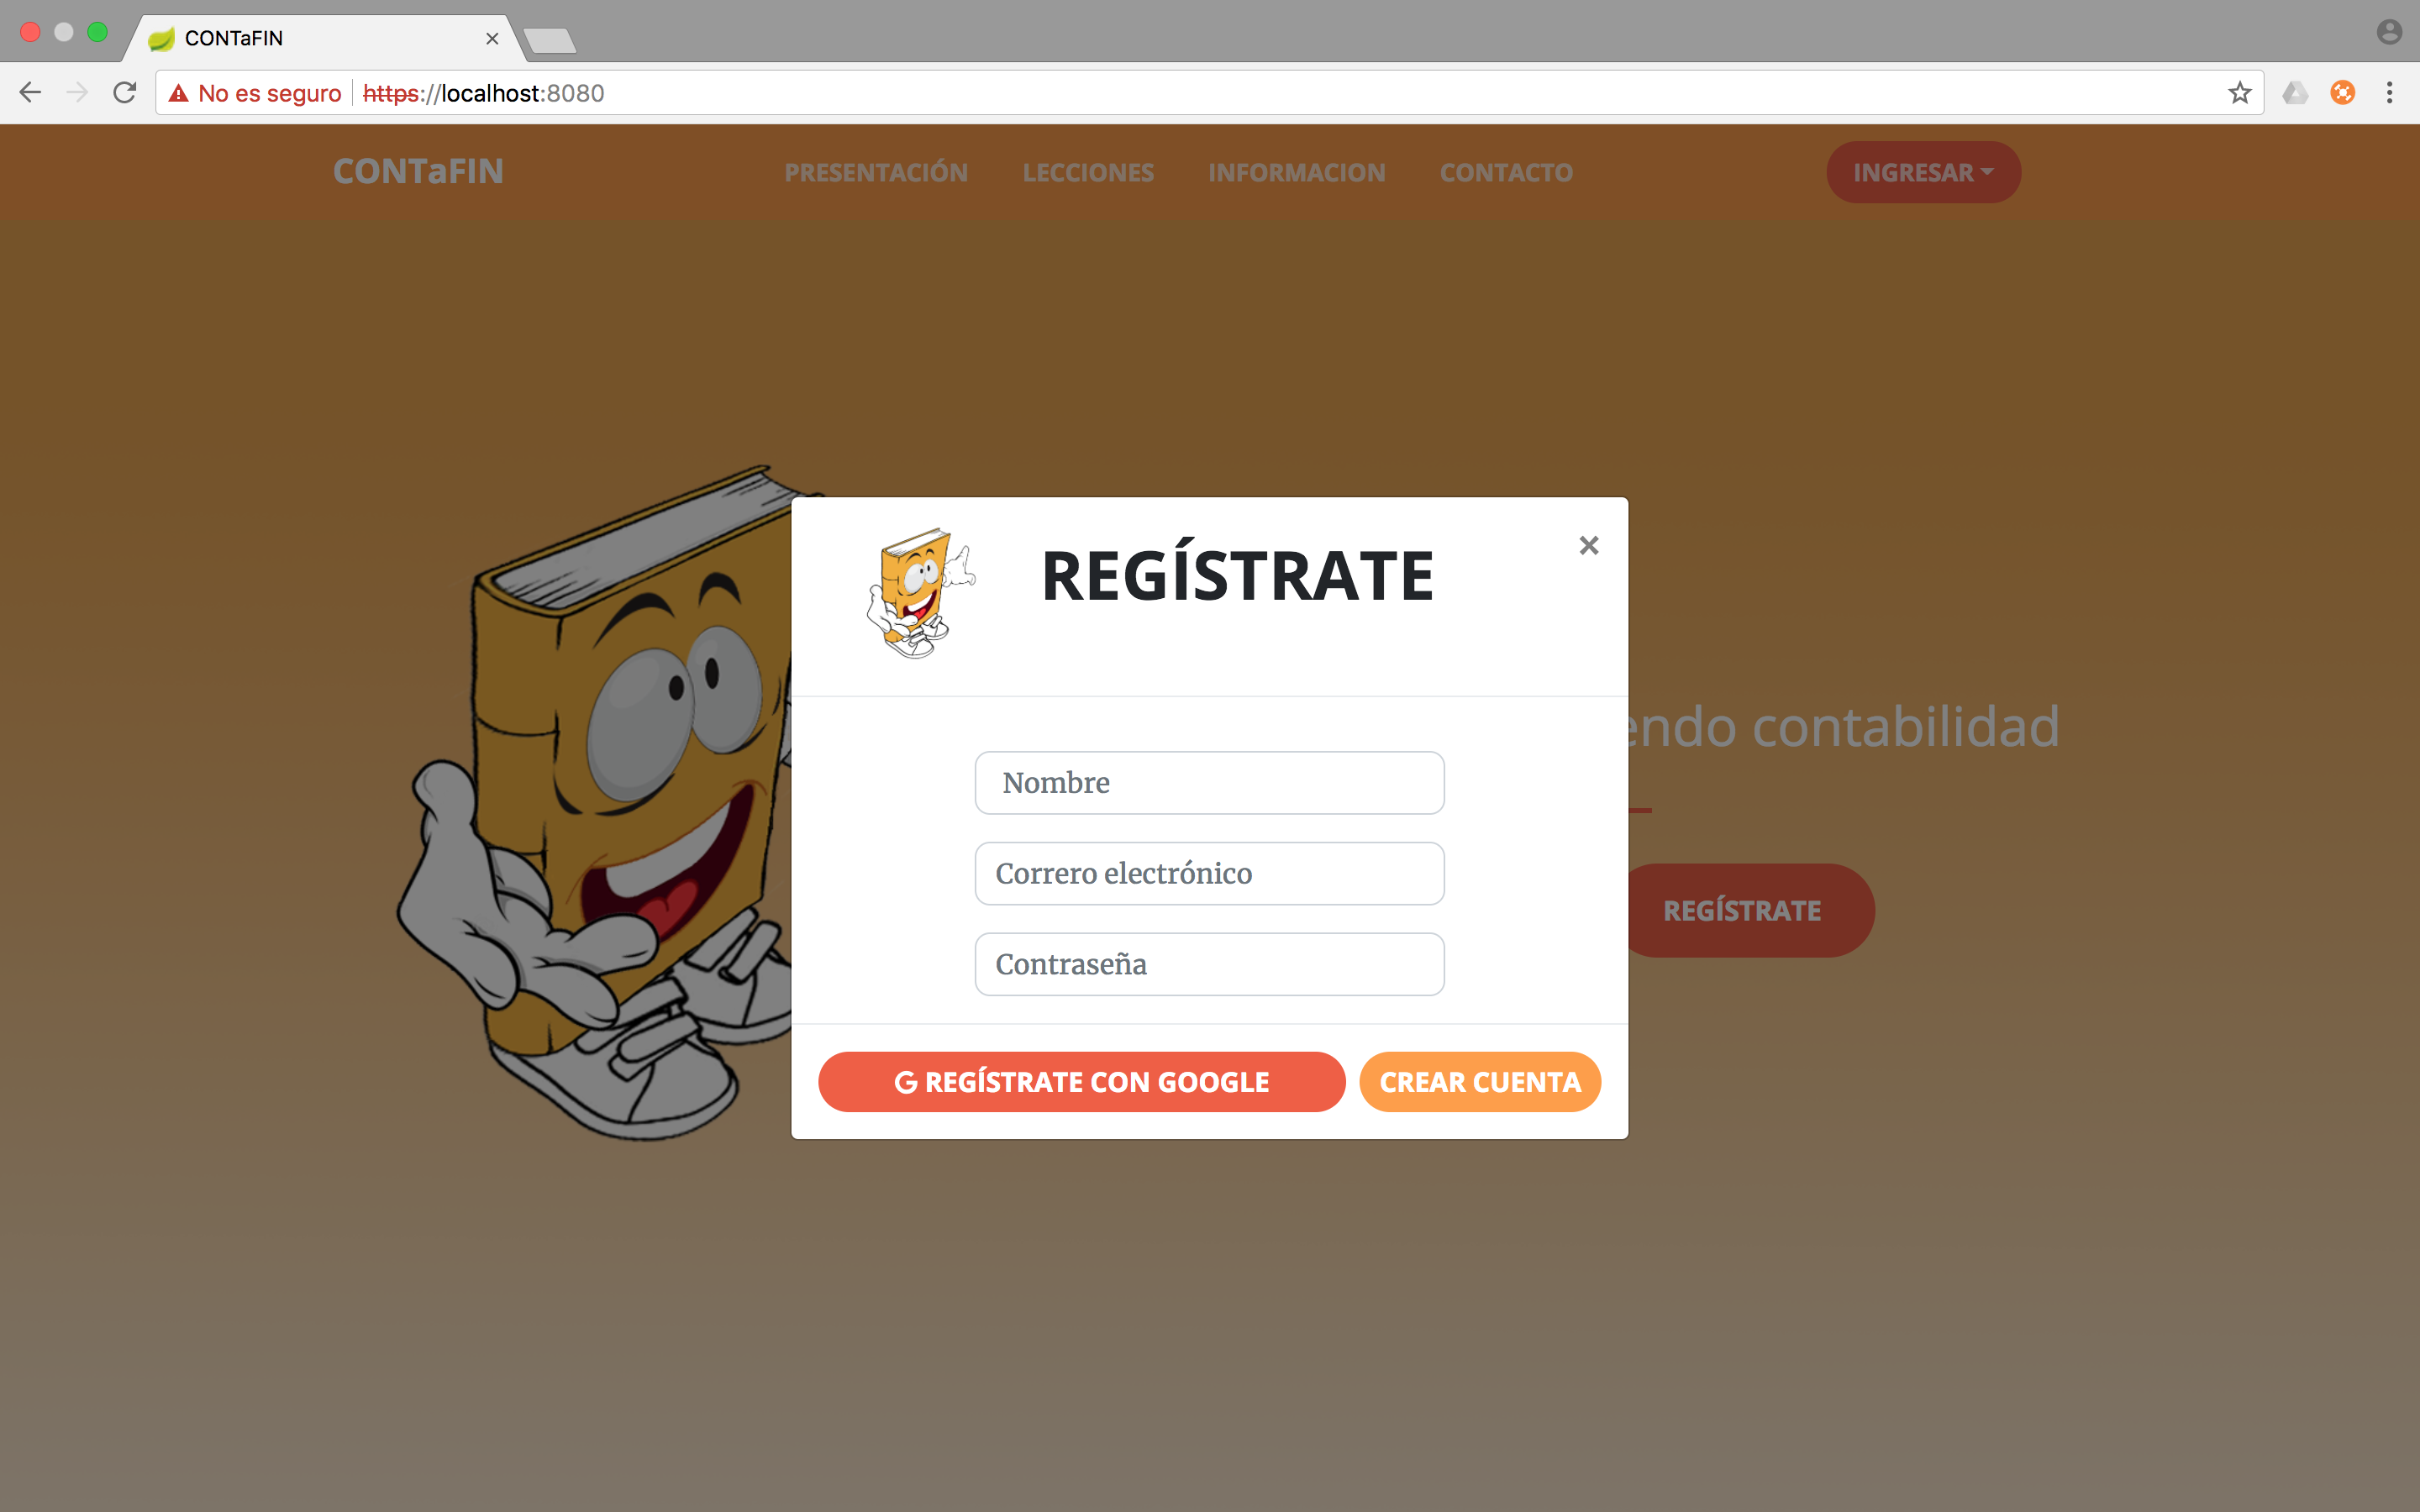 CONTaFIN
No es seguro https://localhost:8080
CONTaFIN PRESENTACIÓN LECCIONES INFORMACION CONTACTO INGRESAR
REGÍSTRATE
endo contabilidad
Nombre
Correro electrónico
Contraseña
REGÍSTRATE
G REGÍSTRATE CON GOOGLE CREAR CUENTA